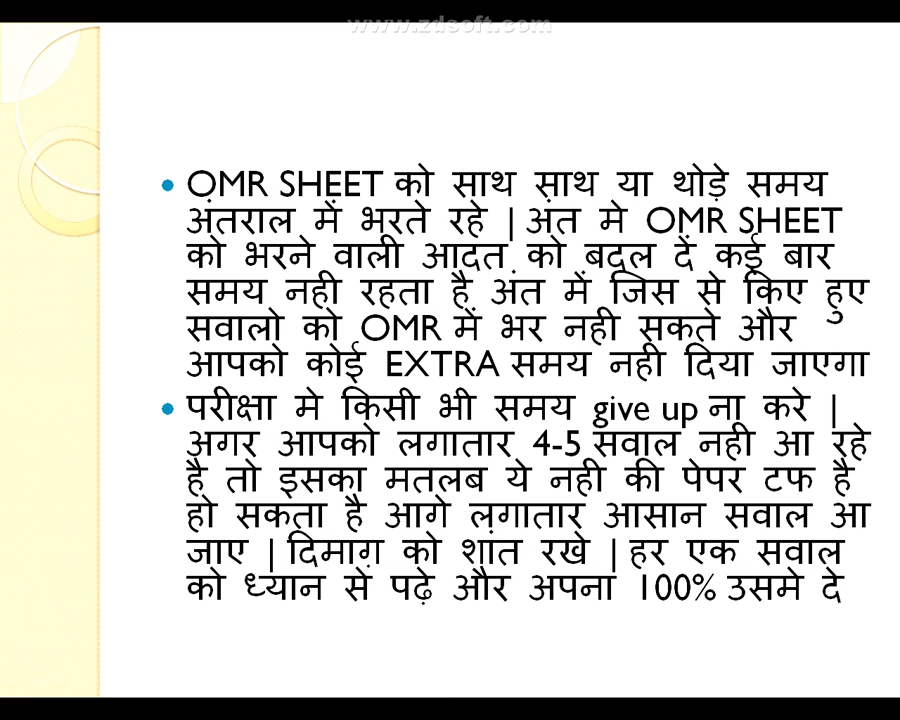 www.zdsoft.com
• OMR SHEET को साथ साथ या थोड़े समय
अंतराल में भरते रहे | अंत मे OMR SHEET
को भरने वाली आदत को बदल दें कई बार
समय नही रहता है अंत में जिस से किए हुए
सवालो को OMR में भर नही सकते और
आपको कोई EXTRA समय नही दिया जाएगा
• परीक्षा मे किसी भी समय give up ना करे |
अगर आपको लगातार 4-5 सवाल नही आ रहे
है तो इसका मतलब ये नही की पेपर टफ है
हो सकता है आगे लगातार आसान सवाल आ
जाए | दिमाग़ को शांत रखे | हर एक सवाल
को ध्यान से पढ़े और अपना 100% उसमे दे